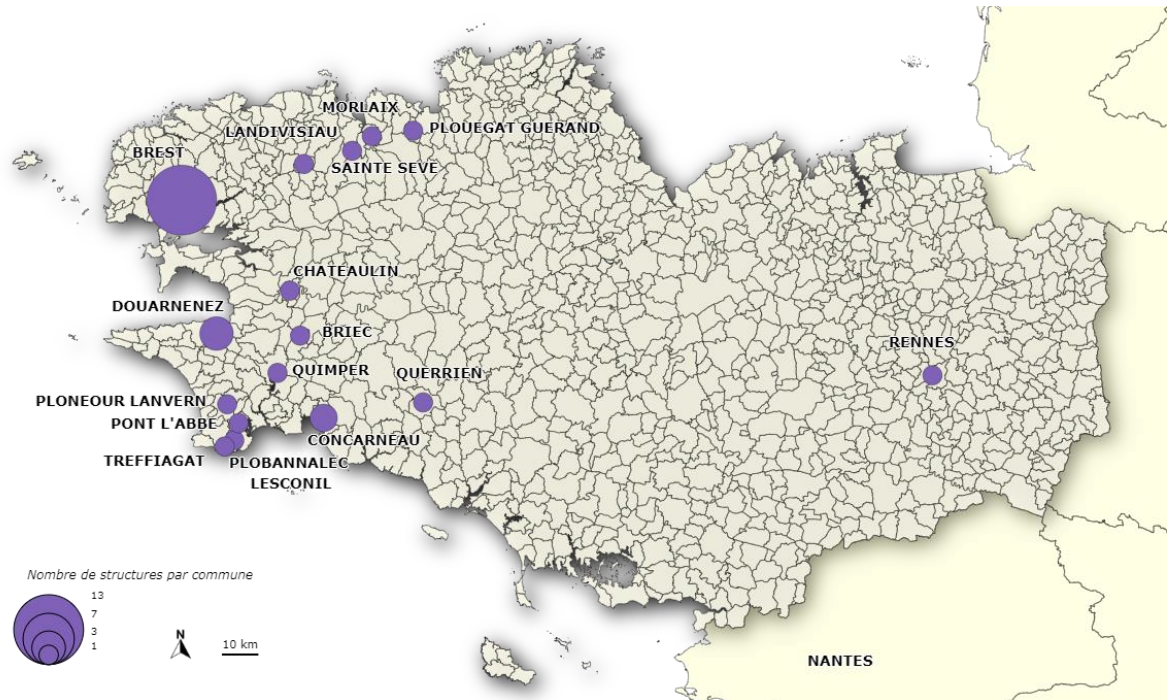 MORLAIX
LANDIVISIAU
PLOUEGAT GUERAND
BREST
SAINTE SEVE
CHATEAULIN
DOUARNENEZ
BRIEC
RENNES
QUIMPER
QUERRIEN
PLONEUR LANVERN
PONT L'ABBE
CONCARNEAU
TREFFIAGAT
PLOBANNALEC
LESCONIL
Nombre de structures par commune
13
7
3
1
N
10 km
NANTES